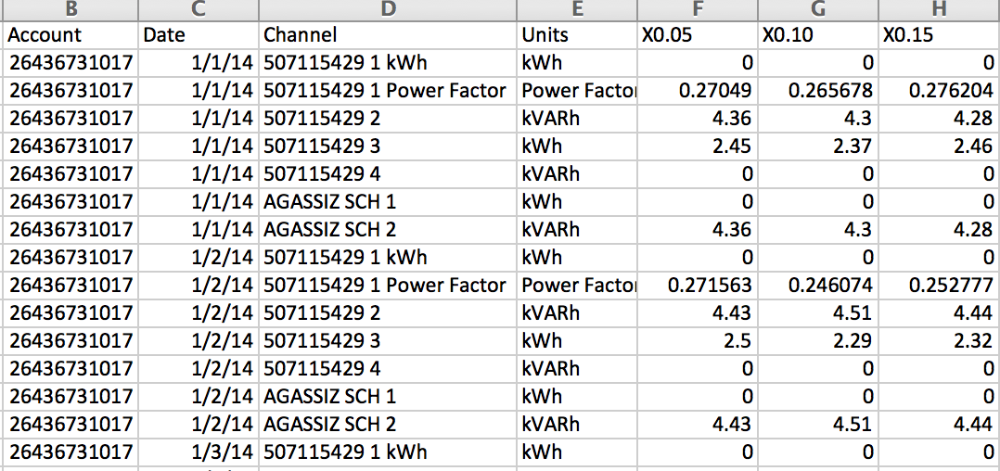 B C D E F G H
Account Date Channel Units X0.05 X0.10 X0.15
26436731017 1/1/14 507115429 1 kWh kWh 0 0 0
26436731017 1/1/14 507115429 1 Power Factor Power Factor 0.27049 0.265678 0.276204
26436731017 1/1/14 507115429 2 kVARh 4.36 4.3 4.28
26436731017 1/1/14 507115429 3 kWh 2.45 2.37 2.46
26436731017 1/1/14 507115429 4 kVARh 0 0 0
26436731017 1/1/14 AGASSIZ SCH 1 kWh 0 0 0
26436731017 1/1/14 AGASSIZ SCH 2 kVARh 4.36 4.3 4.28
26436731017 1/2/14 507115429 1 kWh kWh 0 0 0
26436731017 1/2/14 507115429 1 Power Factor Power Factor 0.271563 0.246074 0.252777
26436731017 1/2/14 507115429 2 kVARh 4.43 4.51 4.44
26436731017 1/2/14 507115429 3 kWh 2.5 2.29 2.32
26436731017 1/2/14 507115429 4 kVARh 0 0 0
26436731017 1/2/14 AGASSIZ SCH 1 kWh 0 0 0
26436731017 1/2/14 AGASSIZ SCH 2 kVARh 4.43 4.51 4.44
26436731017 1/3/14 507115429 1 kWh kWh 0 0 0